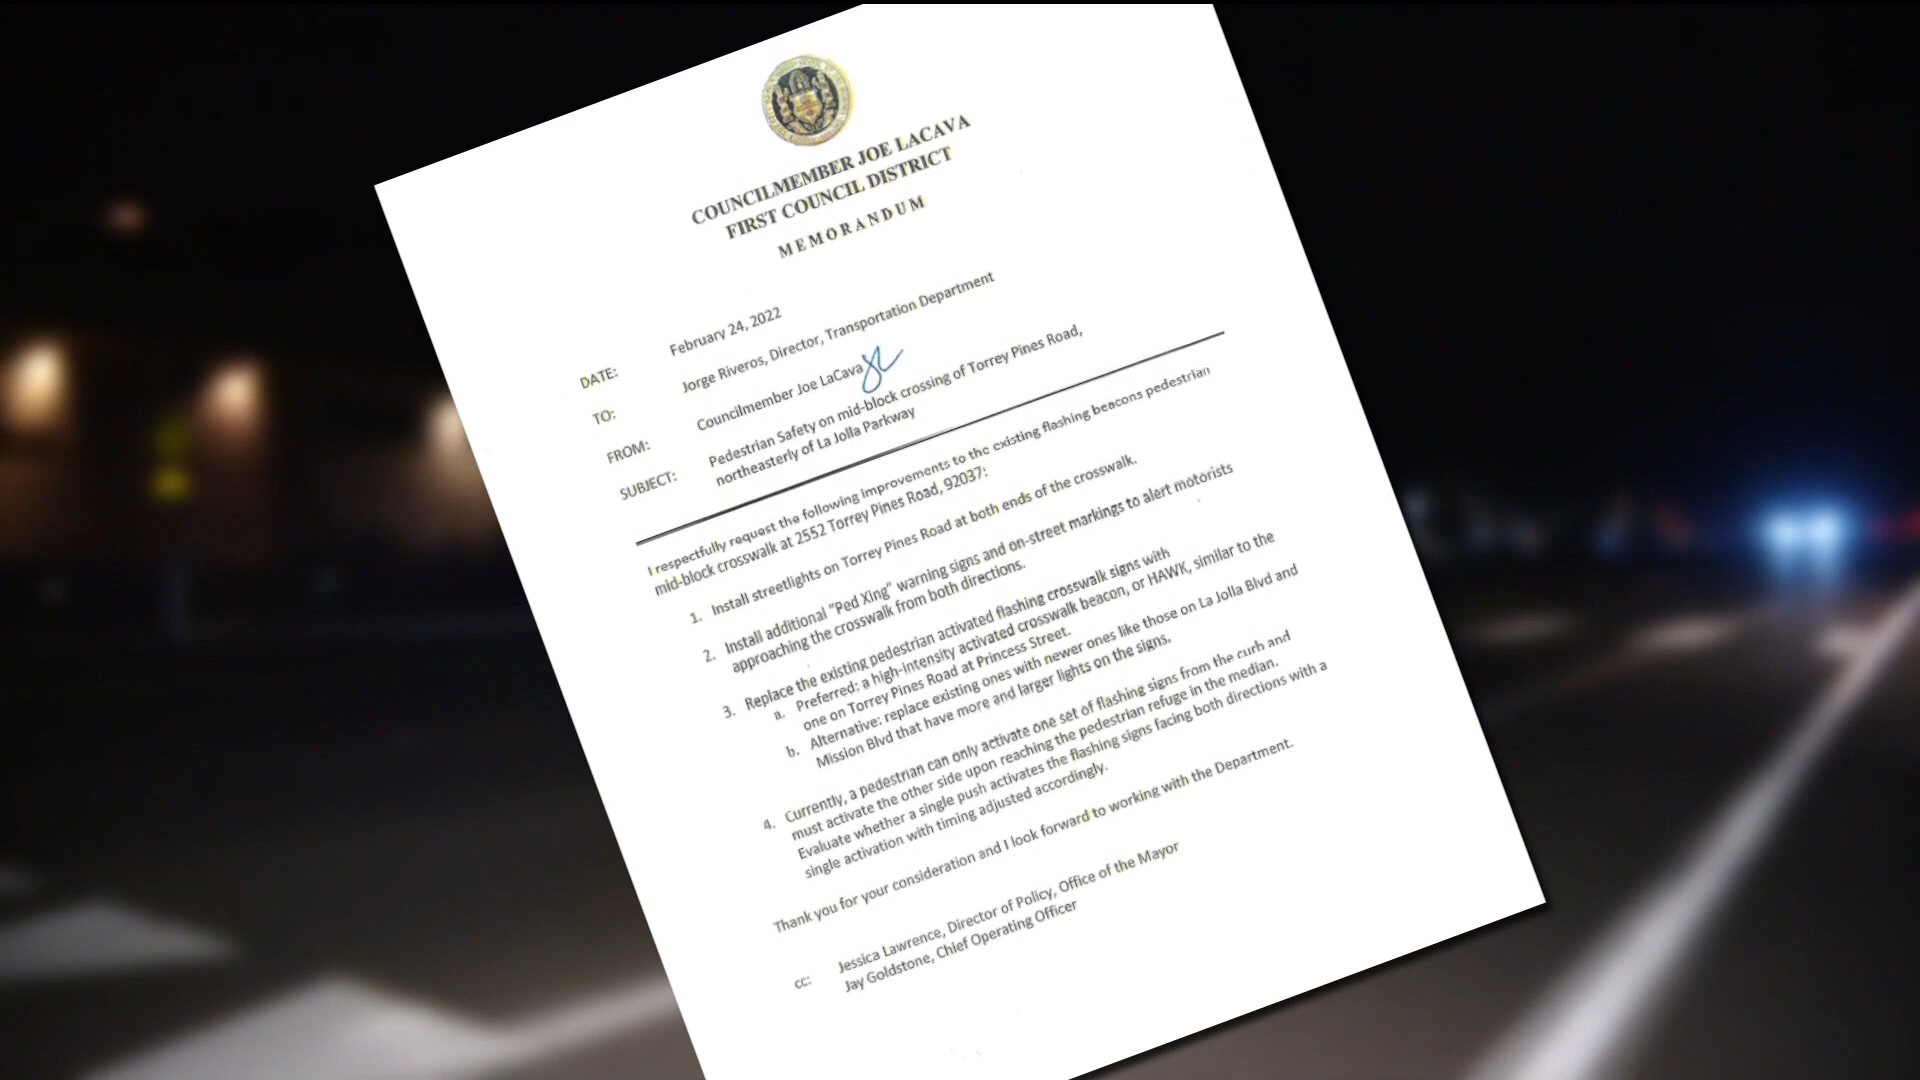 COUNCILMEMBER JOE LACAVA
FIRST COUNCIL DISTRICT
MEMORANDUM
DATE: February 24, 2022
TO: Jorge Riveros, Director, Transportation Department
FROM: Councilmember Joe LaCava JL
SUBJECT: Pedestrian Safety on mid-block crossing of Torrey Pines Road,
northeasterly of La Jolla Parkway
I respectfully request the following improvements to the existing flashing beacons pedestrian
mid-block crosswalk at 2552 Torrey Pines Road, 92037:
1. Install streetlights on Torrey Pines Road at both ends of the crosswalk.
2. Install additional "Ped Xing" warning signs and on-street markings to alert motorists
approaching the crosswalk from both directions.
3. Replace the existing pedestrian activated flashing crosswalk signs with
a. Preferred: a high-intensity activated crosswalk beacon, or HAWK, similar to the
one on Torrey Pines Road at Princess Street.
b. Alternative: replace existing ones with newer ones like those on La Jolla Blvd and
Mission Blvd that have more and larger lights on the signs.
4. Currently, a pedestrian can only activate one set of flashing signs from the curb and
must activate the other side upon reaching the pedestrian refuge in the median.
Evaluate whether a single push activates the flashing signs facing both directions with a
single activation with timing adjusted accordingly.
Thank you for your consideration and I look forward to working with the Department.
cc: Jessica Lawrence, Director of Policy, Office of the Mayor
Jay Goldstone, Chief Operating Officer